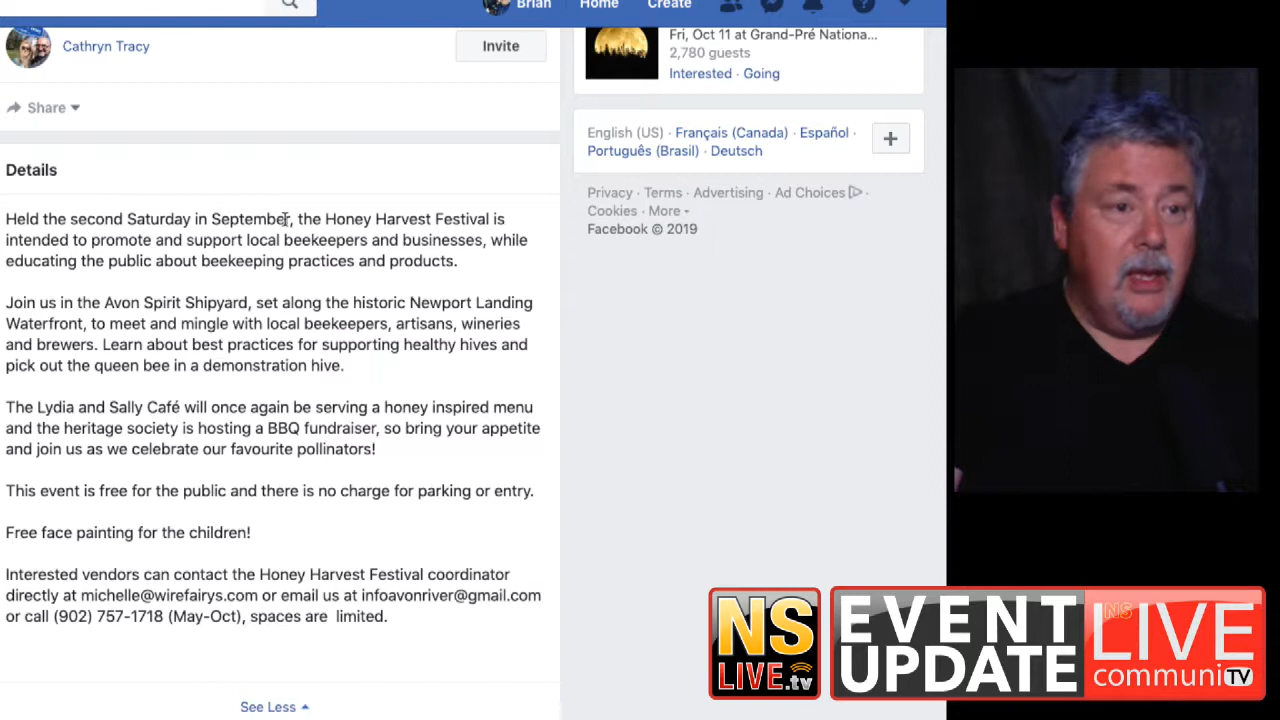 Brian
Home
Create
Cathryn Tracy
Invite
Share
Fri, Oct 11 at Grand-Pré Nationa...
2,780 guests
Interested · Going
English (US) · Français (Canada) · Español ·
Português (Brasil) · Deutsch
Privacy · Terms · Advertising · Ad Choices ·
Cookies · More
Facebook © 2019
Details
Held the second Saturday in September, the Honey Harvest Festival is
intended to promote and support local beekeepers and businesses, while
educating the public about beekeeping practices and products.
Join us in the Avon Spirit Shipyard, set along the historic Newport Landing
Waterfront, to meet and mingle with local beekeepers, artisans, wineries
and brewers. Learn about best practices for supporting healthy hives and
pick out the queen bee in a demonstration hive.
The Lydia and Sally Café will once again be serving a honey inspired menu
and the heritage society is hosting a BBQ fundraiser, so bring your appetite
and join us as we celebrate our favourite pollinators!
This event is free for the public and there is no charge for parking or entry.
Free face painting for the children!
Interested vendors can contact the Honey Harvest Festival coordinator
directly at michelle@wirefairys.com or email us at infoavonriver@gmail.com
or call (902) 757-1718 (May-Oct), spaces are limited.
See Less
NS
LIVE.tv
EVENT
UPDATE
NS
LIVE
communiTV